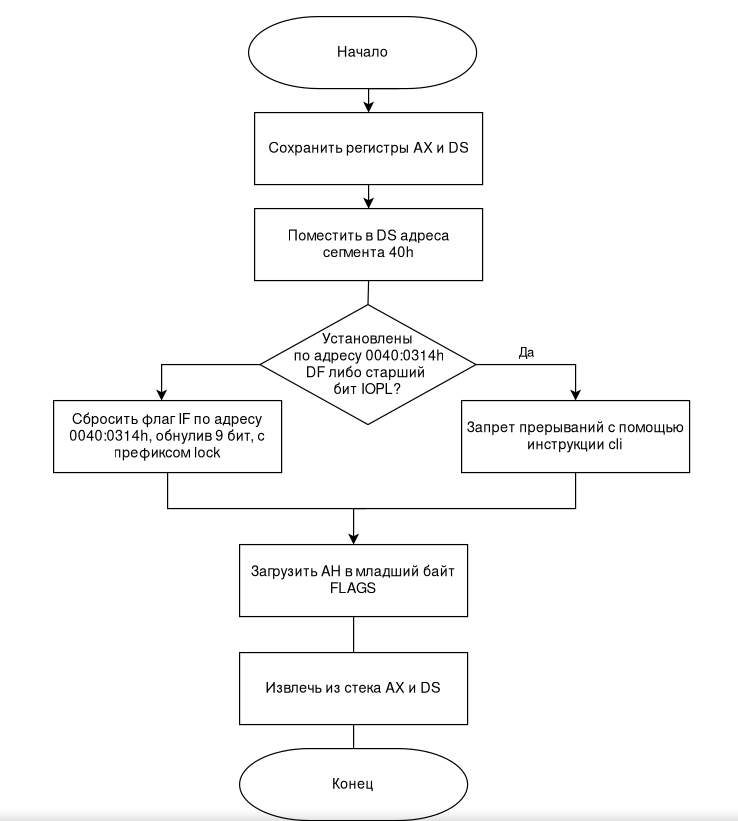 Начало
Сохранить регистры AX и DS
Поместить в DS адреса
сегмента 40h
Установлены
по адресу 0040:0314h
DF либо старший
бит IOPL?
Да
Сбросить флаг IF по адресу
0040:0314h, обнулив 9 бит, с
префиксом lock
Запрет прерываний с помощью
инструкции cli
Загрузить AH в младший байт
FLAGS
Извлечь из стека AX и DS
Конец